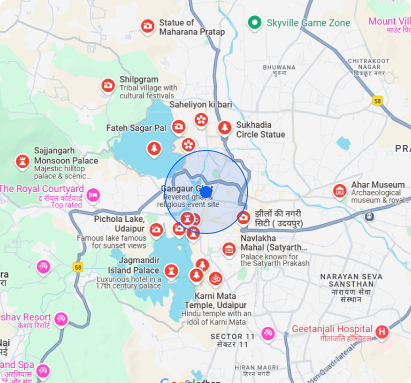 Statue of
Maharana Pratap
Skyville Game Zone
Mount Vill
CHITRAKOOT
NAGAR
चित्रकूट नगर
BHUWANA
भुवाना
58
Shilpgram
Tribal village with
cultural festivals
Saheliyon ki bari
Fateh Sagar Pal
Sukhadia
Circle Statue
PRA
Sajjangarh
Monsoon Palace
Majestic hilltop
palace & scenic
The Royal Courtyard
द रॉयल कोर्टयार्ड
Top rated
Gangaur Ghat
Revered ghat
religious event site
Ahar Museum
Archaeological
museum & royal
Pichola Lake,
Udaipur
Famous lake famous
for sunset views
झीलों की नगरी
सिटी ( उदयपुर)
Navlakha
Mahal (Satyarth...
Palace known for
the Satyarth Prakash
Jagmandir
Island Palace
Luxurious hotel in a
17th century palace
58
NARAYAN SEVA
SANSTHAN
नारायण सेवा
संस्थान
Karni Mata
Temple, Udaipur
Hindu temple with an
idol of Karni Mata
eshav Resort
केशव रिसॉर्ट
SECTOR 11
सेक्टर 11
Geetanjali Hospital
गीतांजलि हॉस्पिटल
and Spa
HIRAN MAGRI
हिरण मगरी